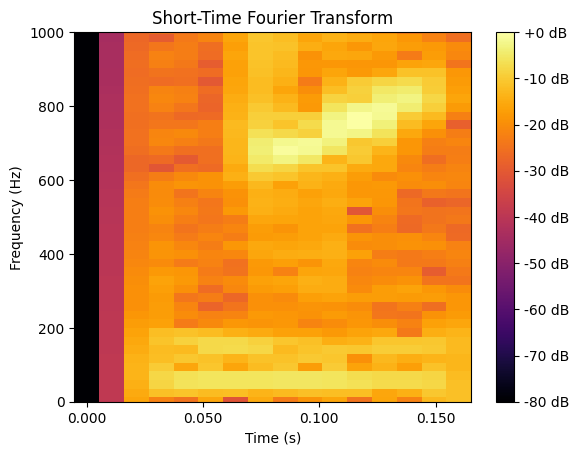 Short-Time Fourier Transform
Frequency (Hz)
1000
800
600
400
200
0
0.000
0.050
0.100
0.150
Time (s)
+0 dB
-10 dB
-20 dB
-30 dB
-40 dB
-50 dB
-60 dB
-70 dB
-80 dB